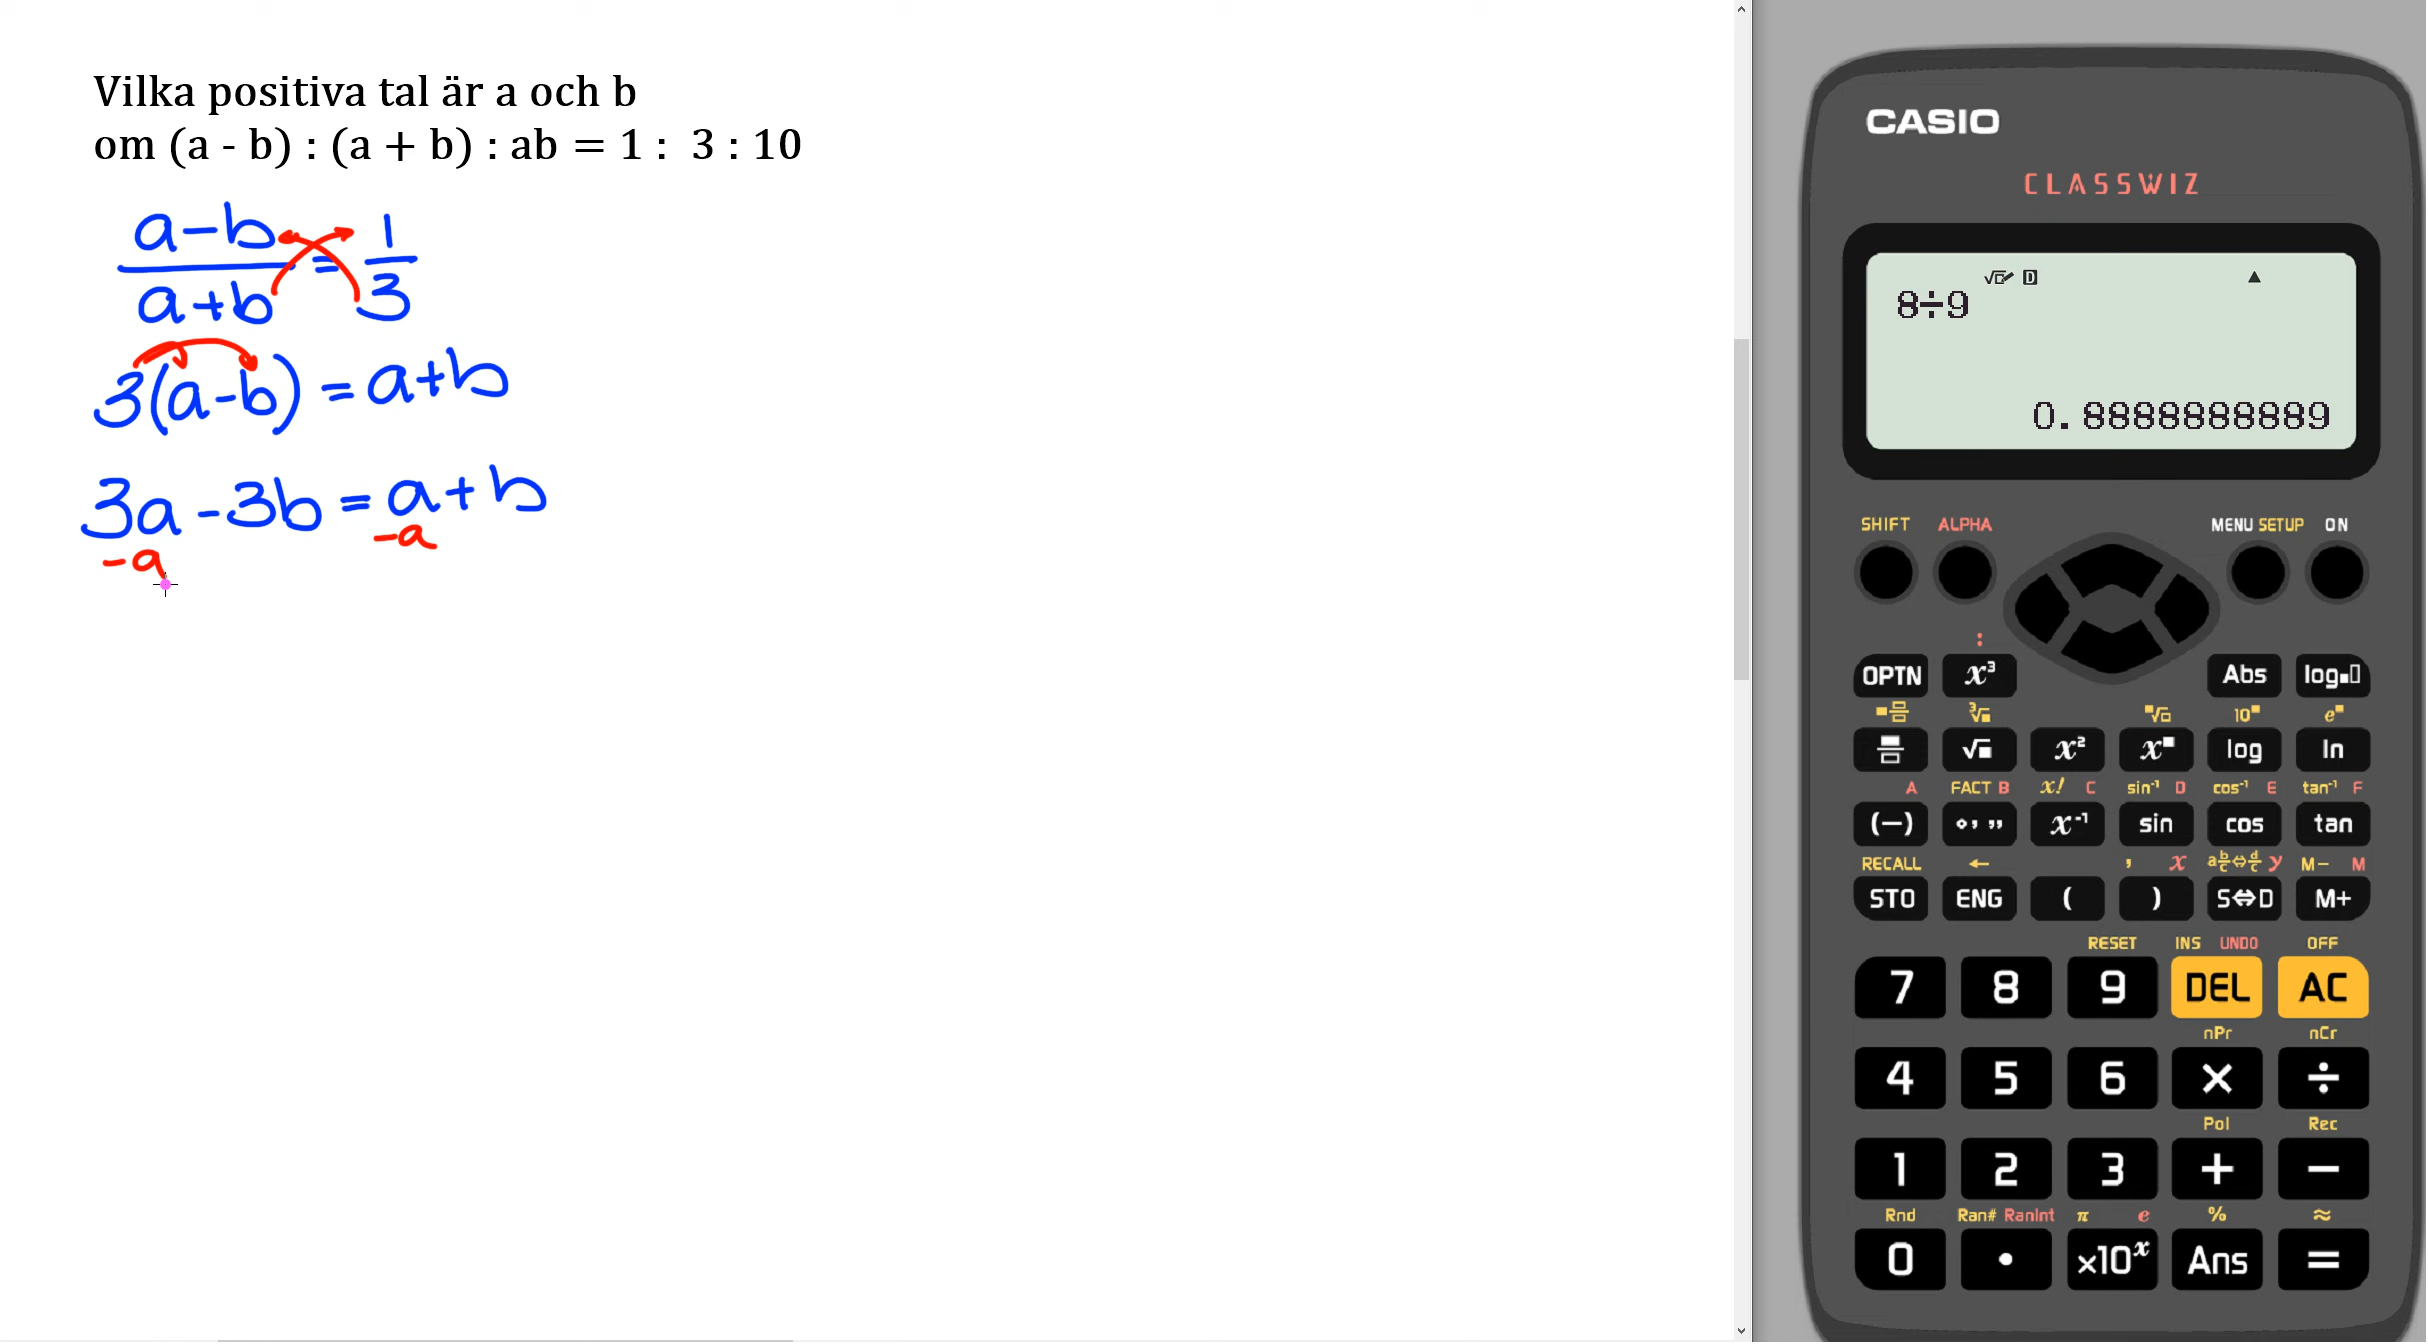 Vilka positiva tal är a och b
om (a - b) : (a + b) : ab = 1 : 3 : 10
a-b / a+b = 1/3
3(a-b) = a+b
3a-3b = a+b
-a -a
CASIO
CLASSWIZ
8÷9
0.8888888889
SHIFT ALPHA MENU SETUP ON
:
OPTN x³ Abs log
³√ √ 10 e
√ x² x log ln
A FACT B x! C sin⁻¹ D cos⁻¹ E tan⁻¹ F
(−) x⁻¹ sin cos tan
RECALL ← , x a b/c⇔d/c y M− M
STO ENG ( ) S⇔D M+
RESET INS UNDO OFF
7 8 9 DEL AC
nPr nCr
4 5 6 × ÷
Pol Rec
1 2 3 + −
Rnd Ran# RanInt π e % ≈
0 • ×10ˣ Ans =